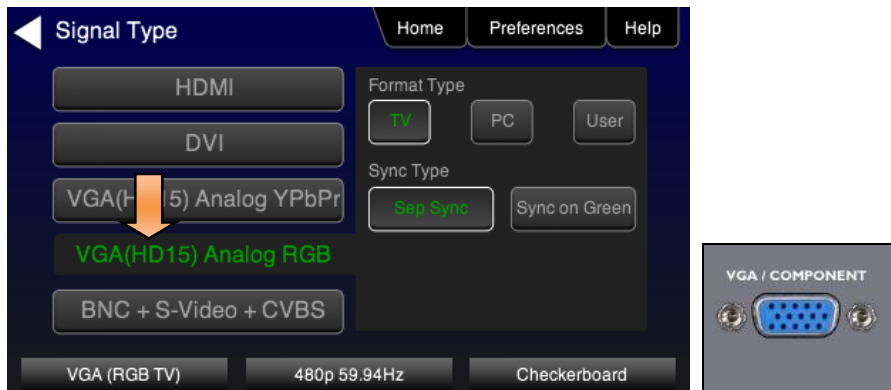 Signal Type
Home
Preferences
Help
HDMI
DVI
VGA(H 5) Analog YPbPr
VGA(HD15) Analog RGB
BNC + S-Video + CVBS
Format Type
TV
PC
User
Sync Type
Sep Sync
Sync on Green
VGA (RGB TV)
480p 59.94Hz
Checkerboard
VGA / COMPONENT